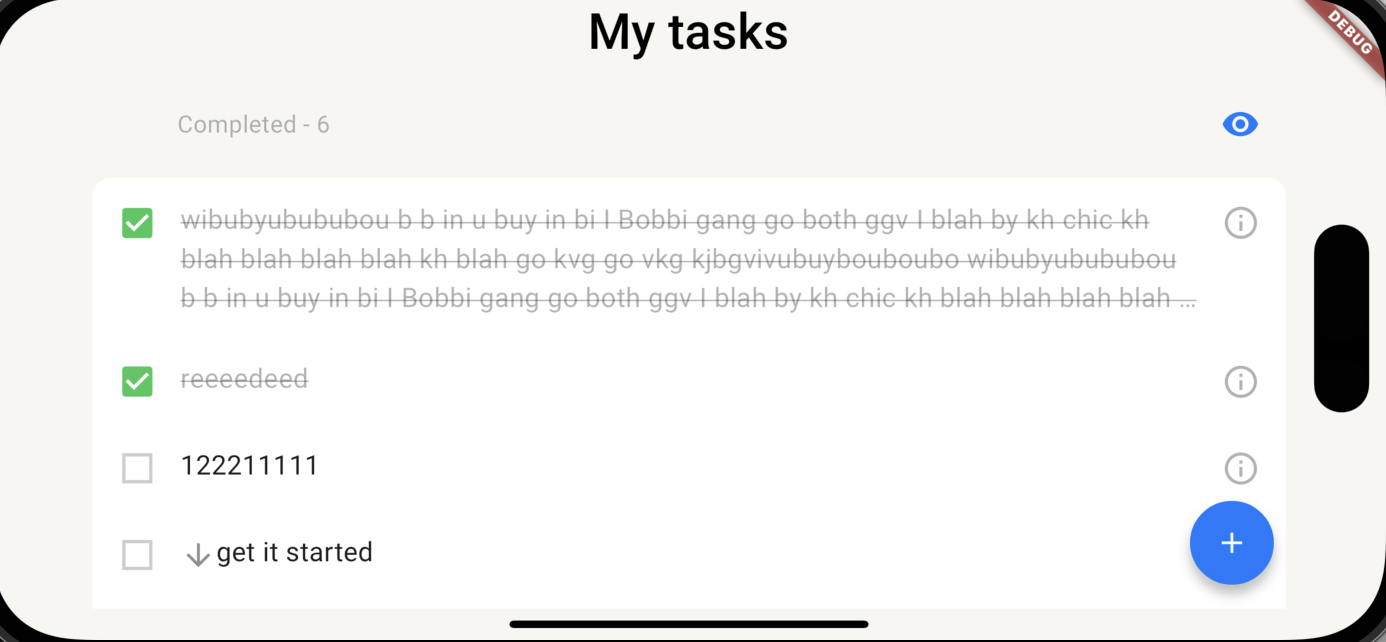 My tasks
DEBUG
Completed - 6
wibubyubububou b b in u buy in bi I Bobbi gang go both ggv I blah by kh chic kh
blah blah blah blah kh blah go kvg go vkg kjbgvivubuybouboubo wibubyubububou
b b in u buy in bi I Bobbi gang go both ggv I blah by kh chic kh blah blah blah blah ...
reeeedeed
122211111
get it started